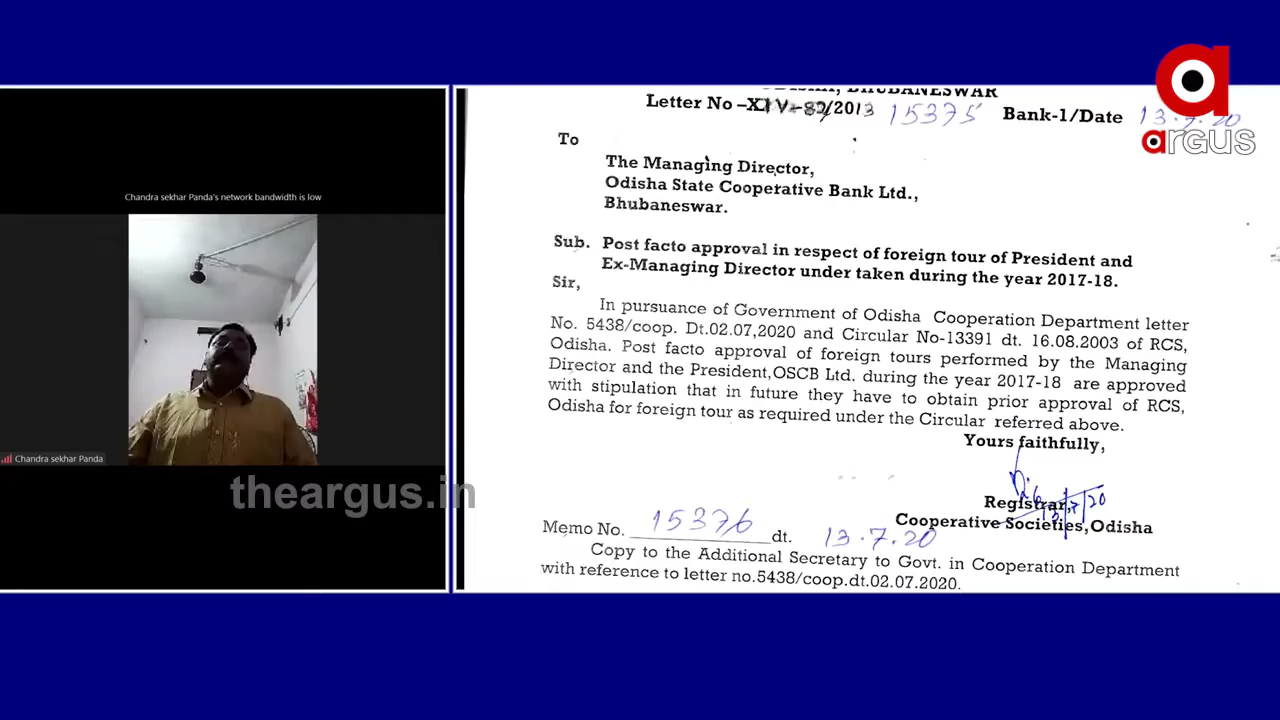 Chandra sekhar Panda's network bandwidth is low
Chandra sekhar Panda
theargus.in
argus
ODISHA, BHUBANESWAR
Letter No –XIV-82/2013 15375 Bank-1/Date 13.7.20
To
The Managing Director,
Odisha State Cooperative Bank Ltd.,
Bhubaneswar.
Sub. Post facto approval in respect of foreign tour of President and
Ex-Managing Director under taken during the year 2017-18.
Sir,
In pursuance of Government of Odisha Cooperation Department letter
No. 5438/coop. Dt.02.07,2020 and Circular No-13391 dt. 16.08.2003 of RCS,
Odisha. Post facto approval of foreign tours performed by the Managing
Director and the President,OSCB Ltd. during the year 2017-18 are approved
with stipulation that in future they have to obtain prior approval of RCS,
Odisha for foreign tour as required under the Circular referred above.
Yours faithfully,
Registrar,
Cooperative Societies,Odisha
Memo No. 15376 dt. 13.7.20
Copy to the Additional Secretary to Govt. in Cooperation Department
with reference to letter no.5438/coop.dt.02.07.2020.